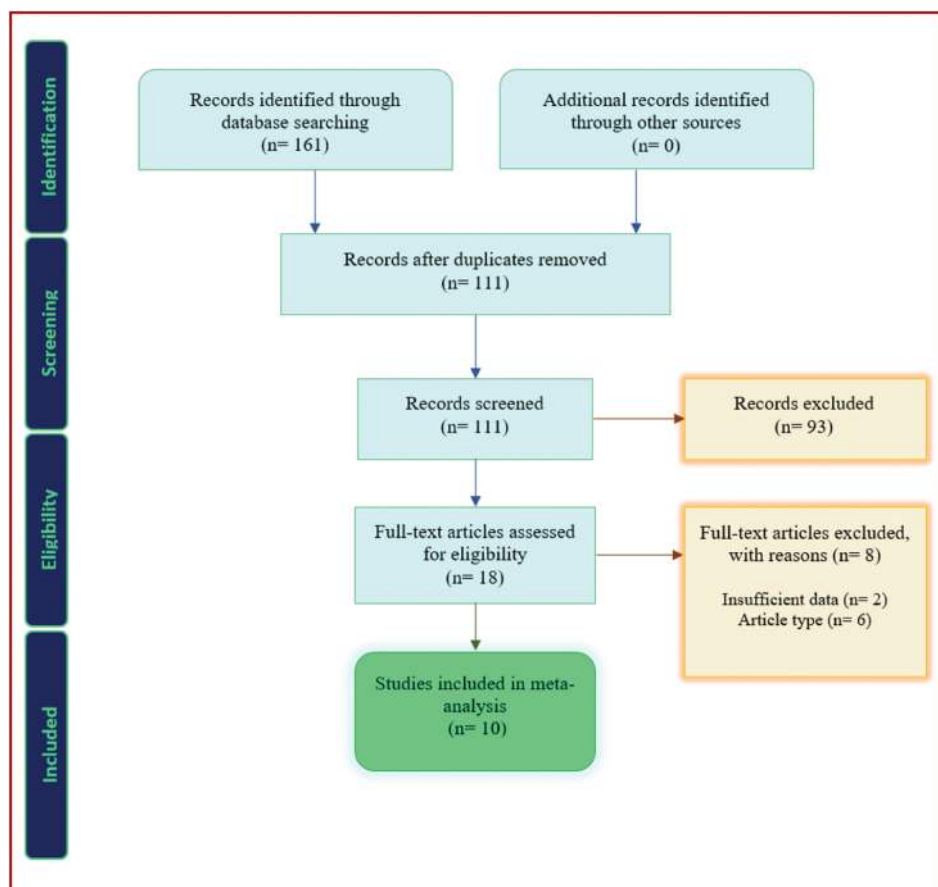 Identification
Records identified through
database searching
(n= 161)
Additional records identified
through other sources
(n= 0)
Screening
Records after duplicates removed
(n= 111)
Records screened
(n= 111)
Records excluded
(n= 93)
Eligibility
Full-text articles assessed
for eligibility
(n= 18)
Full-text articles excluded,
with reasons (n= 8)
Insufficient data (n= 2)
Article type (n= 6)
Included
Studies included in meta-
analysis
(n= 10)